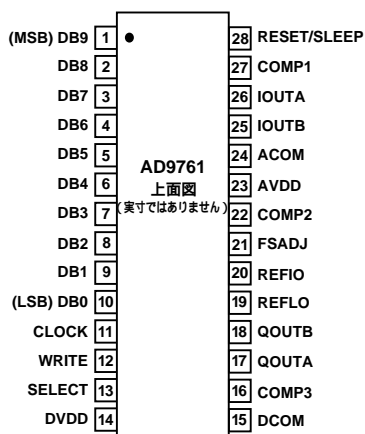 (MSB) DB9 1 28 RESET/SLEEP
DB8 2 27 COMP1
DB7 3 26 IOUTA
DB6 4 25 IOUTB
DB5 5 24 ACOM
DB4 6 23 AVDD
DB3 7 22 COMP2
DB2 8 21 FSADJ
DB1 9 20 REFIO
(LSB) DB0 10 19 REFLO
CLOCK 11 18 QOUTB
WRITE 12 17 QOUTA
SELECT 13 16 COMP3
DVDD 14 15 DCOM
AD9761
上面図
(実寸ではありません)